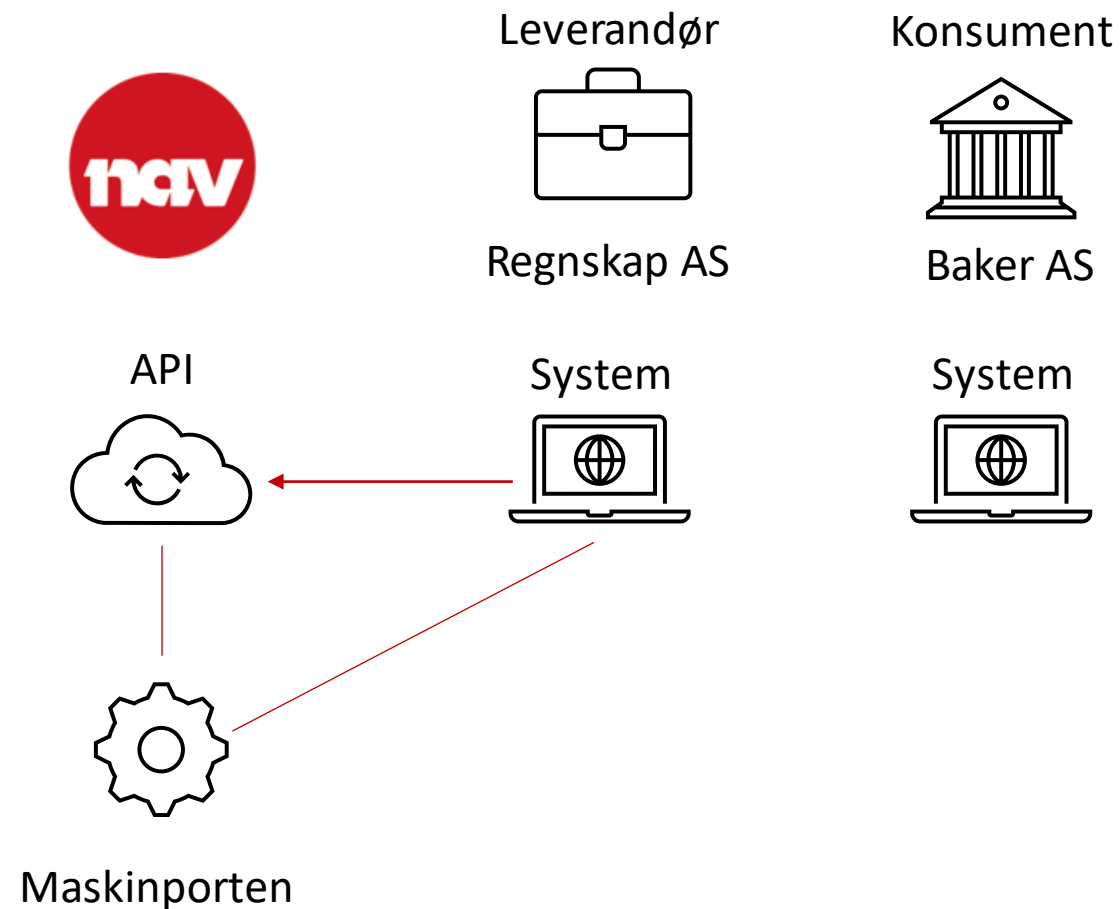 Leverandør
Konsument
nav
Regnskap AS
Baker AS
API
System
System
Maskinporten